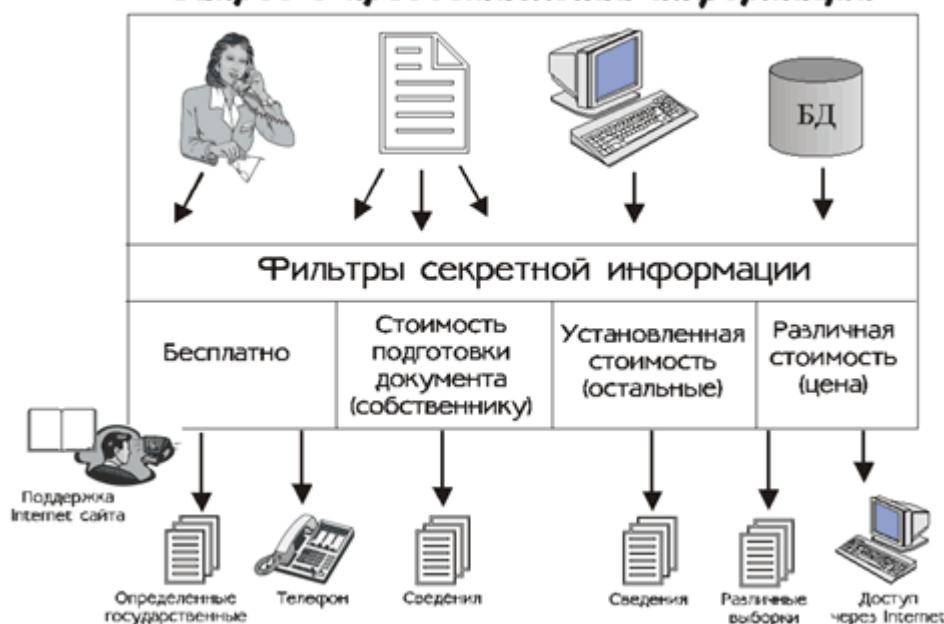 БД
Фильтры секретной информации
Бесплатно
Стоимость
подготовки
документа
(собственнику)
Установленная
стоимость
(остальные)
Различная
стоимость
(цена)
Поддержка
Internet сайта
Определенные
государственные
Телефон
Сведения
Сведения
Различные
выборки
Доступ
через Internet